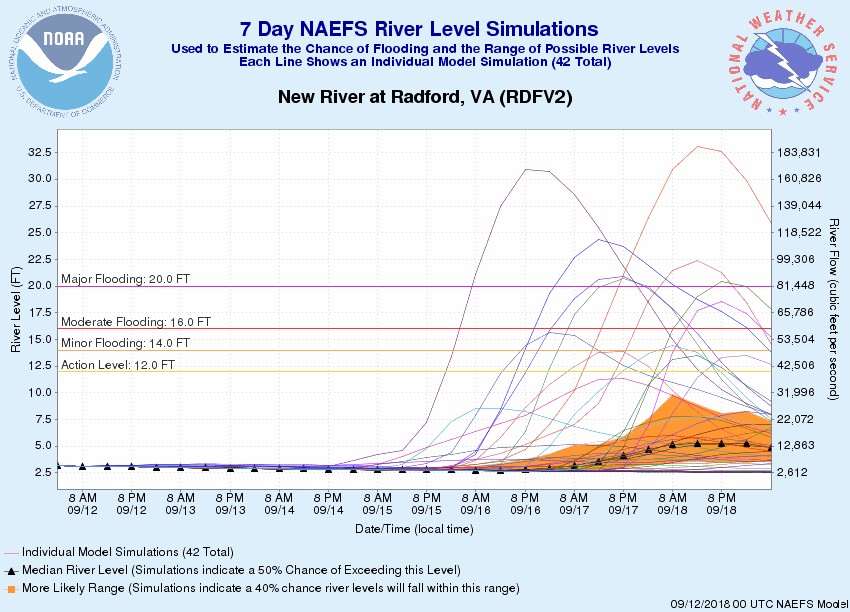 7 Day NAEFS River Level Simulations
Used to Estimate the Chance of Flooding and the Range of Possible River Levels
Each Line Shows an Individual Model Simulation (42 Total)
New River at Radford, VA (RDFV2)
NATIONAL OCEANIC AND ATMOSPHERIC ADMINISTRATION
NOAA
U.S. DEPARTMENT OF COMMERCE
NATIONAL WEATHER SERVICE
River Level (FT)
32.5
30.0
27.5
25.0
22.5
20.0
17.5
15.0
12.5
10.0
7.5
5.0
2.5
Major Flooding: 20.0 FT
Moderate Flooding: 16.0 FT
Minor Flooding: 14.0 FT
Action Level: 12.0 FT
183,831
160,826
139,044
118,522
99,306
81,448
65,786
53,504
42,506
31,996
22,072
12,863
2,612
River Flow (cubic feet per second)
8 AM 8 PM 8 AM 8 PM 8 AM 8 PM 8 AM 8 PM 8 AM 8 PM 8 AM 8 PM 8 AM 8 PM
09/12 09/12 09/13 09/13 09/14 09/14 09/15 09/15 09/16 09/16 09/17 09/17 09/18 09/18
Date/Time (local time)
Individual Model Simulations (42 Total)
Median River Level (Simulations indicate a 50% Chance of Exceeding this Level)
More Likely Range (Simulations indicate a 40% chance river levels will fall within this range)
09/12/2018 00 UTC NAEFS Model